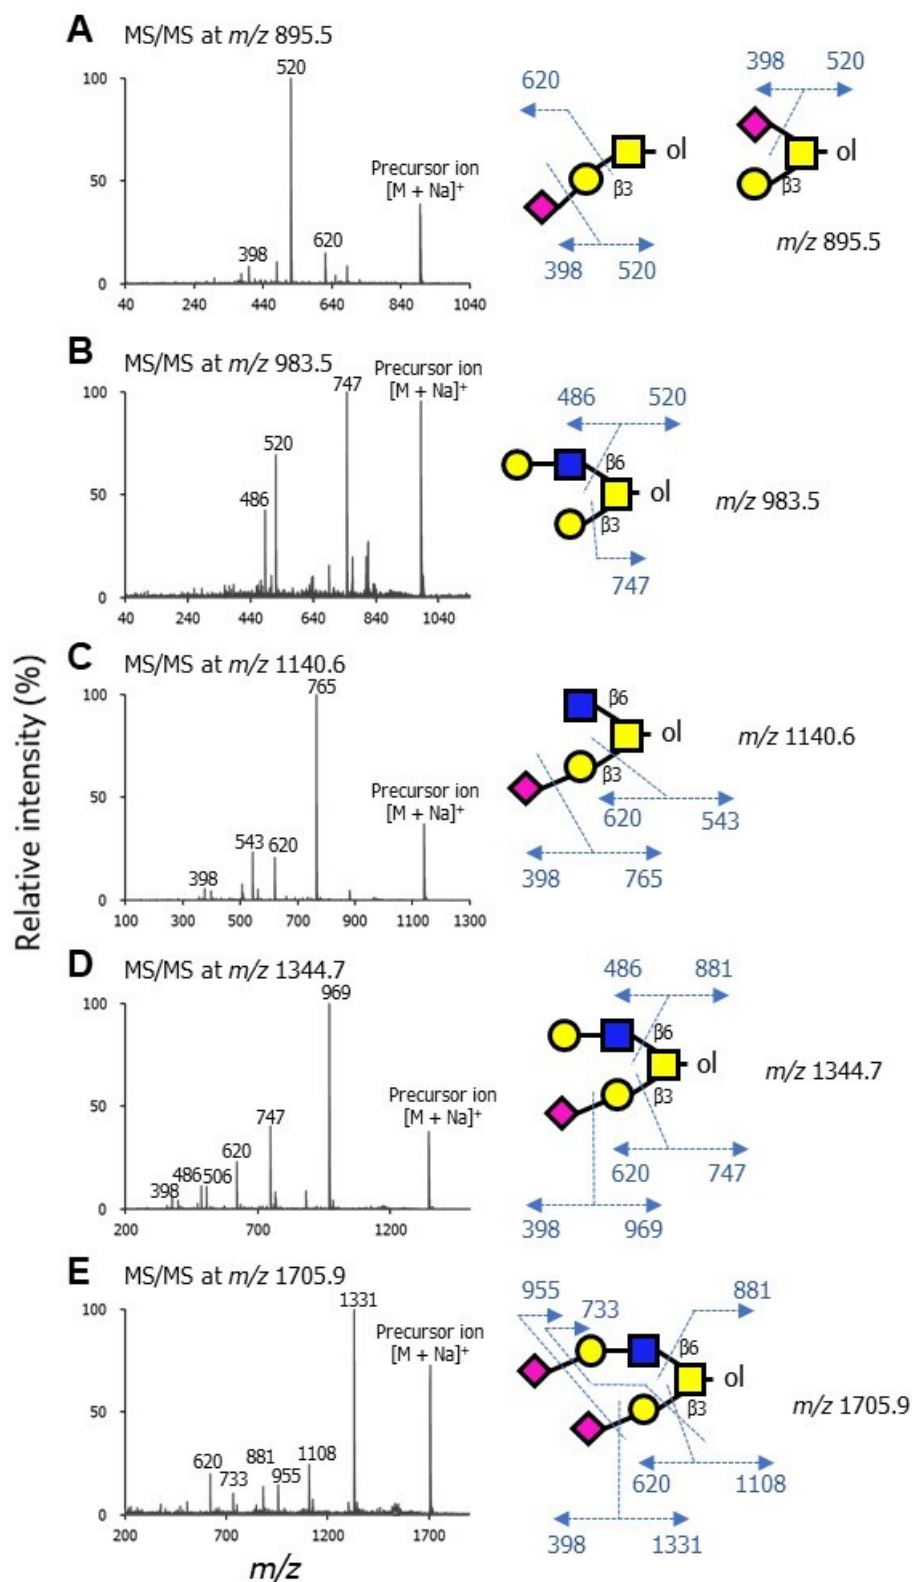 A MS/MS at m/z 895.5
520
100
Precursor ion
[M + Na]+
50
620
398
0
40 240 440 640 840 1040
620
398 520
ol
β3
398 520
ol
β3
m/z 895.5
B MS/MS at m/z 983.5
Precursor ion
[M + Na]+
747
100
520
486
50
0
40 240 440 640 840 1040
486 520
β6
ol
β3
747
m/z 983.5
Relative intensity (%)
C MS/MS at m/z 1140.6
765
100
Precursor ion
[M + Na]+
50
543 620
398
0
100 300 500 700 900 1100 1300
β6
ol
β3
m/z 1140.6
620 543
398 765
D MS/MS at m/z 1344.7
969
100
Precursor ion
[M + Na]+
50
747
620
486 506
398
0
200 700 1200
486 881
β6
ol
β3
m/z 1344.7
620 747
398 969
E MS/MS at m/z 1705.9
1331
100
Precursor ion
[M + Na]+
50
620 881 1108
733 955
0
200 700 1200 1700
m/z
955 733 881
β6
ol
β3
m/z 1705.9
620 1108
398 1331